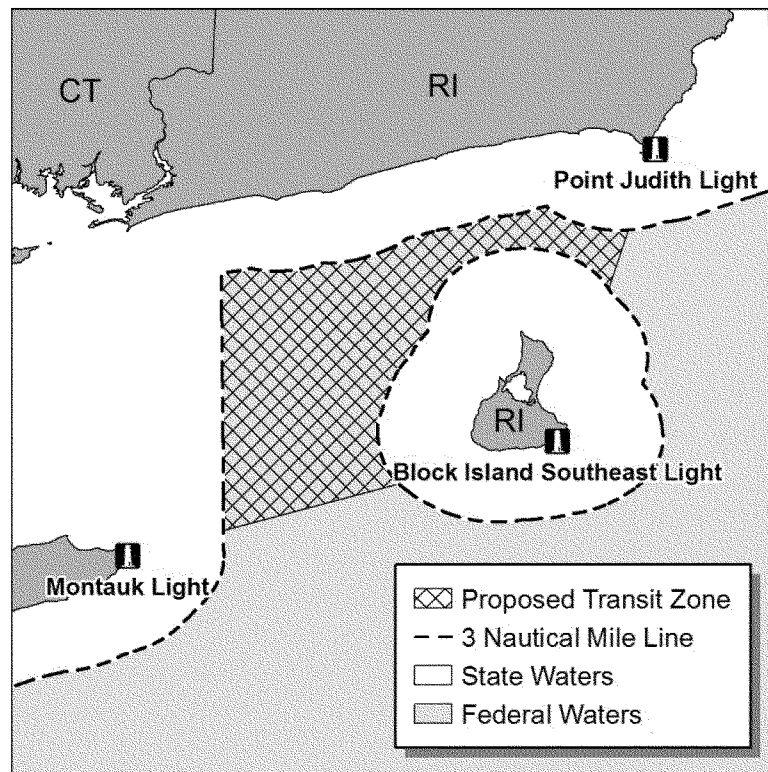 CT
RI
Point Judith Light
RI
Block Island Southeast Light
Montauk Light
Proposed Transit Zone
3 Nautical Mile Line
State Waters
Federal Waters